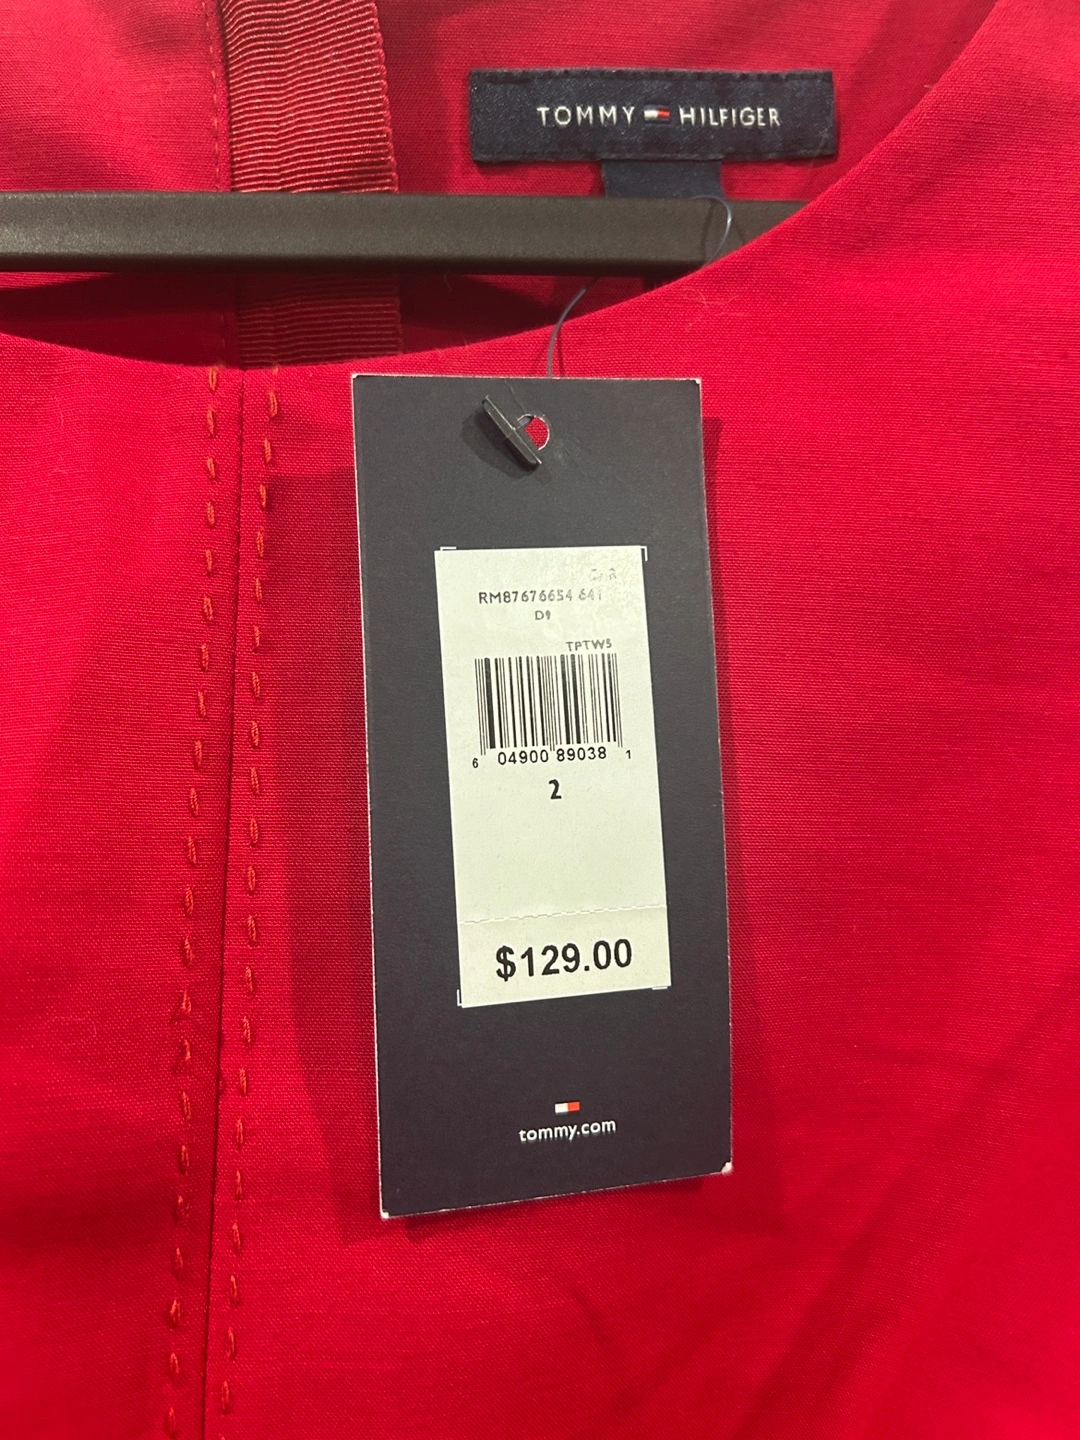 TOMMY HILFIGER
RM87676654 641
D9
TPTW5
6 04900 89038 1
2
$129.00
tommy.com